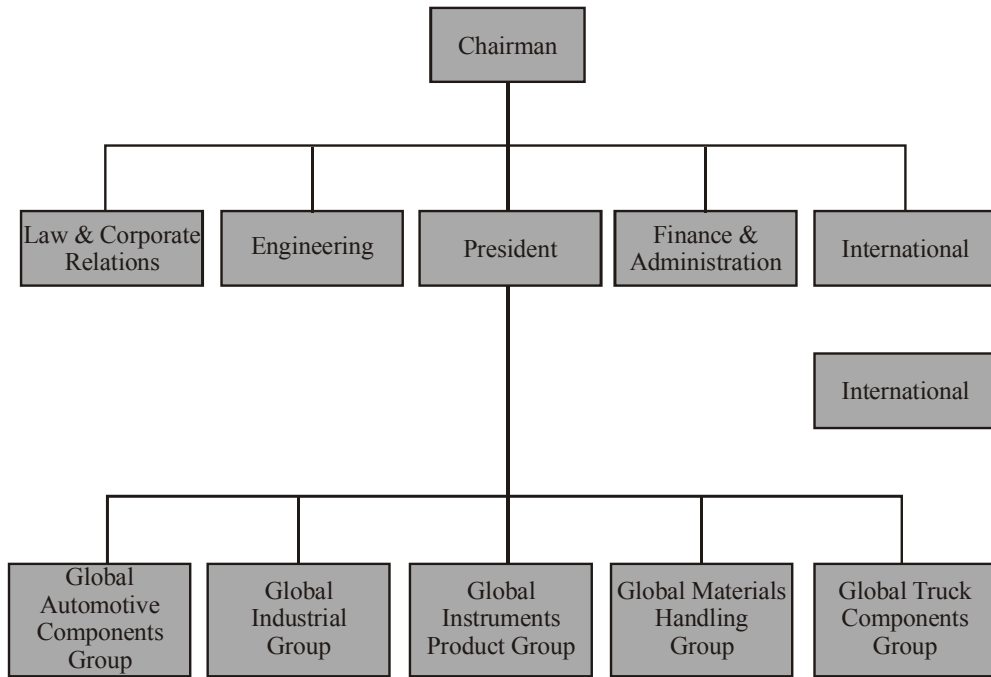 Chairman
Law & Corporate
Relations
Engineering
President
Finance &
Administration
International
International
Global
Automotive
Components
Group
Global
Industrial
Group
Global
Instruments
Product Group
Global Materials
Handling
Group
Global Truck
Components
Group